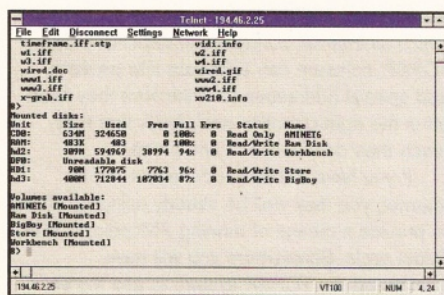 Telnet - 194.46.2.25
File Edit Disconnect Settings Network Help
timeframe.iff.stp vidi.info
w1.iff w2.iff
w3.iff w4.iff
wired.doc wired.gif
www1.iff www2.iff
www3.iff www4.iff
x-grab.iff xv210.info
0>
Mounted disks:
Unit Used Free Full Errs Status Name
CD0: 634M 324650 0 100% 0 Read Only AMINET6
RAM: 483K 483 0 100% 0 Read/Write Ram Disk
hd2: 309M 594969 38994 94% 0 Read/Write Workbench
DF0: Unreadable disk
HD1: 90M 177075 7763 96% 0 Read/Write Store
hd3: 400M 712844 107034 87% 0 Read/Write BigBoy
Volumes available:
AMINET6 [Mounted]
Ram Disk [Mounted]
BigBoy [Mounted]
Store [Mounted]
Workbench [Mounted]
0>
194.46.2.25 VT100 NUM 4, 24